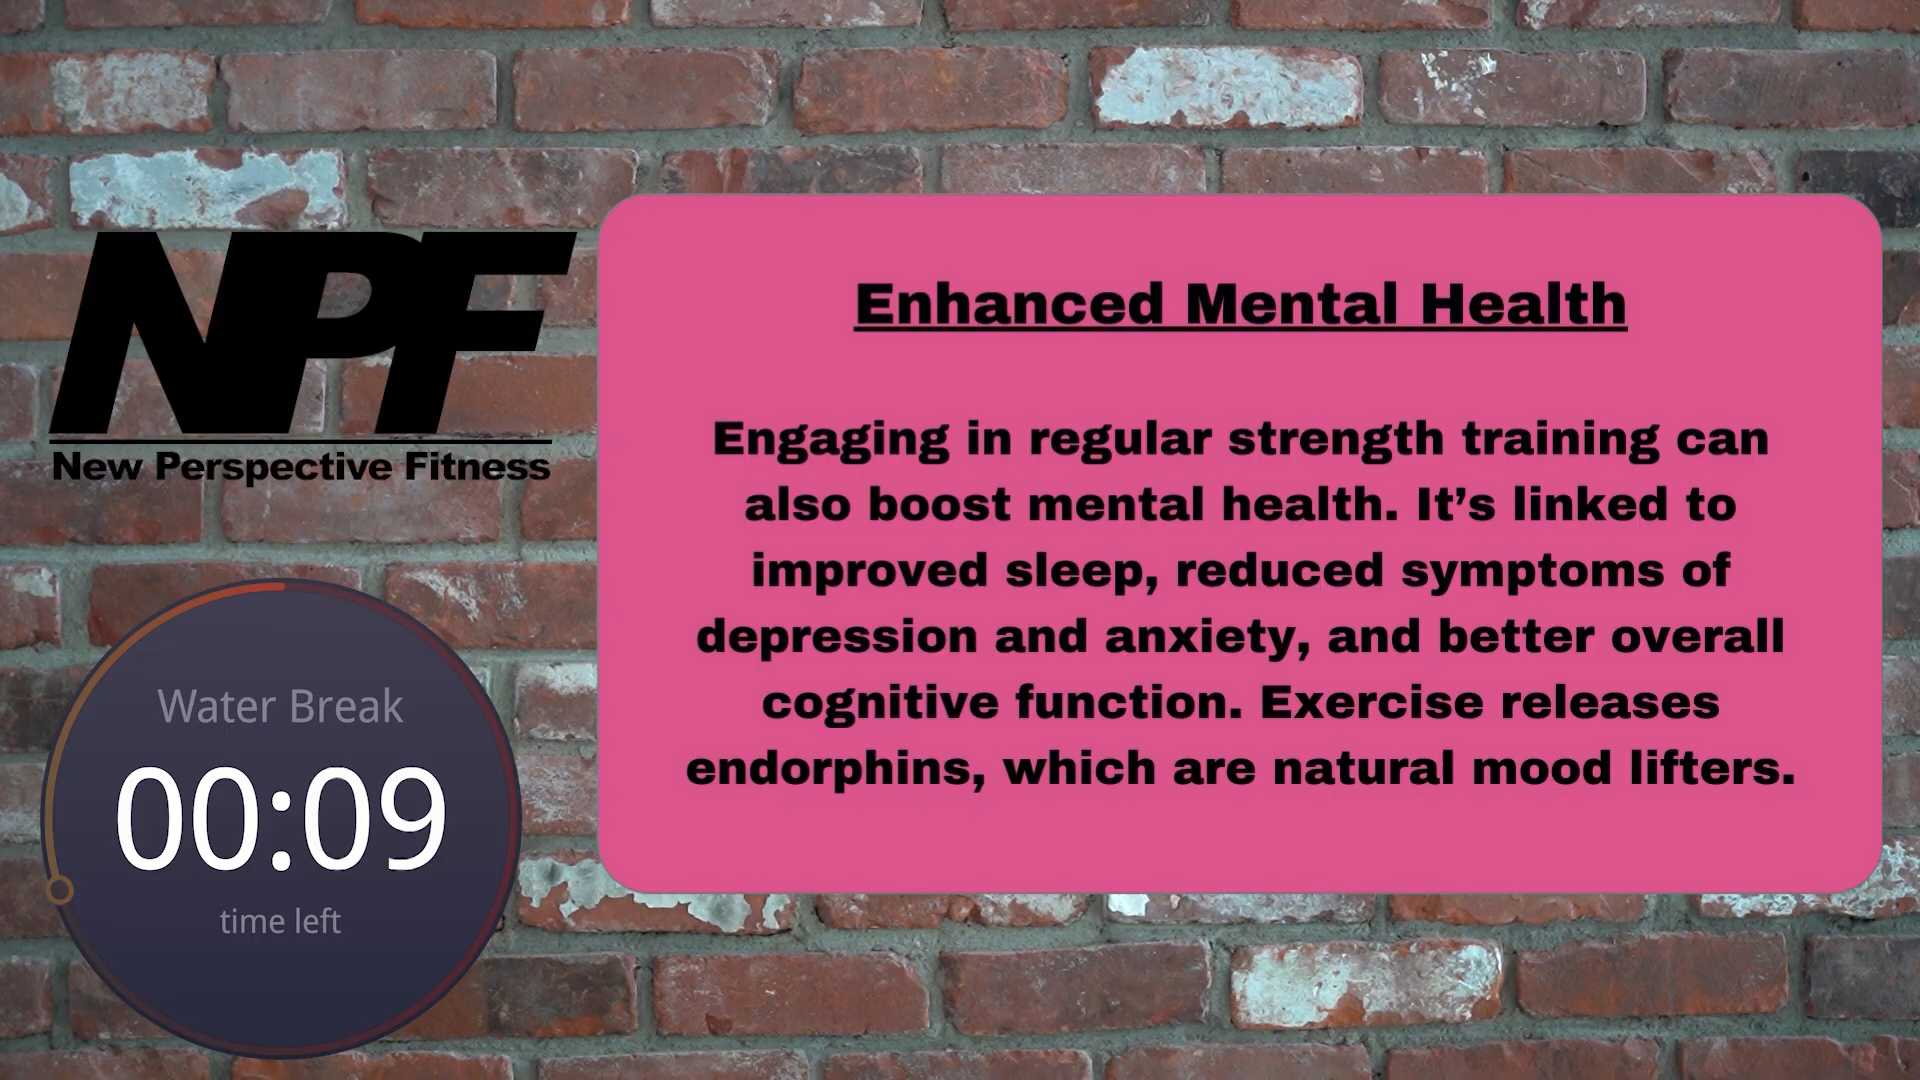 NPF
New Perspective Fitness
Water Break
00:09
time left
Enhanced Mental Health
Engaging in regular strength training can
also boost mental health. It’s linked to
improved sleep, reduced symptoms of
depression and anxiety, and better overall
cognitive function. Exercise releases
endorphins, which are natural mood lifters.